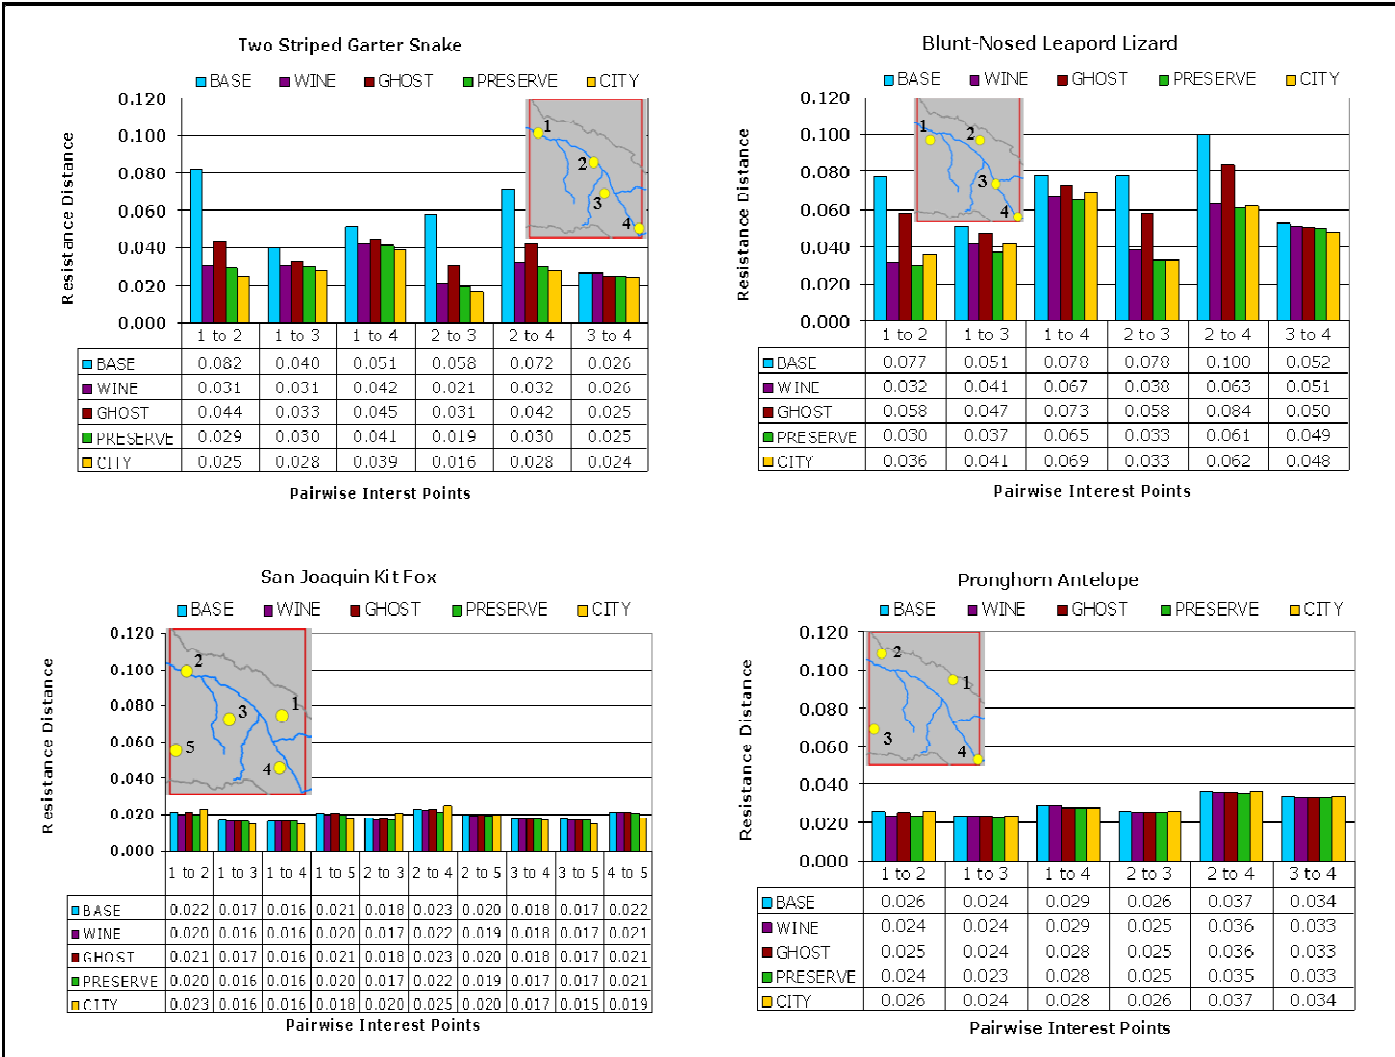 Two Striped Garter Snake
BASE WINE GHOST PRESERVE CITY
Resistance Distance
0.120
0.100
0.080
0.060
0.040
0.020
0.000
1
2
3
4
1 to 2 1 to 3 1 to 4 2 to 3 2 to 4 3 to 4
BASE 0.082 0.040 0.051 0.058 0.072 0.026
WINE 0.031 0.031 0.042 0.021 0.032 0.026
GHOST 0.044 0.033 0.045 0.031 0.042 0.025
PRESERVE 0.029 0.030 0.041 0.019 0.030 0.025
CITY 0.025 0.028 0.039 0.016 0.028 0.024
Pairwise Interst Points
Blunt-Nosed Leapord Lizard
BASE WINE GHOST PRESERVE CITY
Resistance Distance
0.120
0.100
0.080
0.060
0.040
0.020
0.000
1 2
3
4
1 to 2 1 to 3 1 to 4 2 to 3 2 to 4 3 to 4
BASE 0.077 0.051 0.078 0.078 0.100 0.052
WINE 0.032 0.041 0.067 0.038 0.063 0.051
GHOST 0.058 0.047 0.073 0.058 0.084 0.050
PRESERVE 0.030 0.037 0.065 0.033 0.061 0.049
CITY 0.036 0.041 0.069 0.033 0.062 0.048
Pairwise Interest Points
San Joaquin Kit Fox
BASE WINE GHOST PRESERVE CITY
Resistance Distance
0.120
0.100
0.080
0.060
0.040
0.020
0.000
2
1
3
5
4
1 to 2 1 to 3 1 to 4 1 to 5 2 to 3 2 to 4 2 to 5 3 to 4 3 to 5 4 to 5
BASE 0.022 0.017 0.016 0.021 0.018 0.023 0.020 0.018 0.017 0.022
WINE 0.020 0.016 0.016 0.020 0.017 0.022 0.019 0.018 0.017 0.021
GHOST 0.021 0.017 0.016 0.021 0.018 0.023 0.020 0.018 0.017 0.021
PRESERVE 0.020 0.016 0.016 0.020 0.017 0.022 0.019 0.017 0.017 0.021
CITY 0.023 0.016 0.016 0.018 0.020 0.025 0.020 0.017 0.015 0.019
Pairwise Interest Points
Pronghorn Antelope
BASE WINE GHOST PRESERVE CITY
Resistance Distance
0.120
0.100
0.080
0.060
0.040
0.020
0.000
2
1
3
4
1 to 2 1 to 3 1 to 4 2 to 3 2 to 4 3 to 4
BASE 0.026 0.024 0.029 0.026 0.037 0.034
WINE 0.024 0.024 0.029 0.025 0.036 0.033
GHOST 0.025 0.024 0.028 0.025 0.036 0.033
PRESERVE 0.024 0.023 0.028 0.025 0.035 0.033
CITY 0.026 0.024 0.028 0.026 0.037 0.034
Pairwise Interest Points